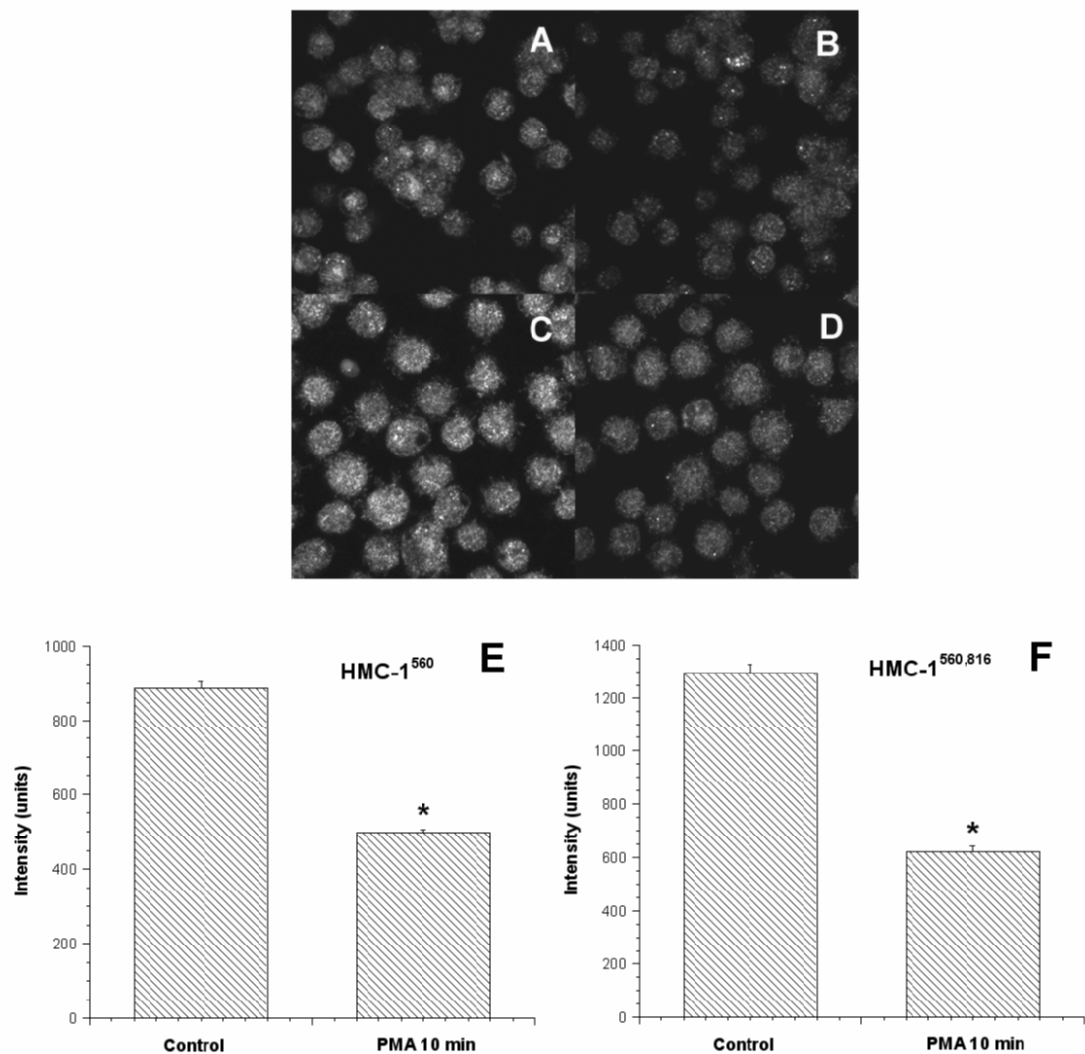 A
B
C
D
E
HMC-1560
Intensity (units)
1000
800
600
400
200
0
*
Control
PMA 10 min
F
HMC-1560,816
Intensity (units)
1400
1200
1000
800
600
400
200
0
*
Control
PMA 10 min